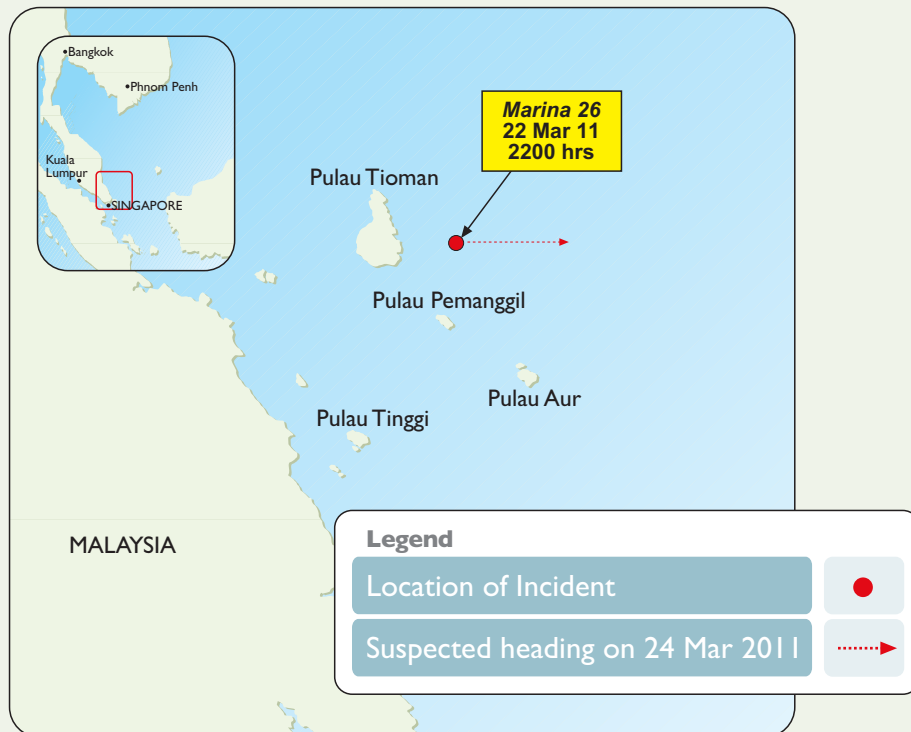 Bangkok
Phnom Penh
Kuala
Lumpur
SINGAPORE
Marina 26
22 Mar 11
2200 hrs
Pulau Tioman
Pulau Pemanggil
Pulau Aur
Pulau Tinggi
MALAYSIA
Legend
Location of Incident
Suspected heading on 24 Mar 2011